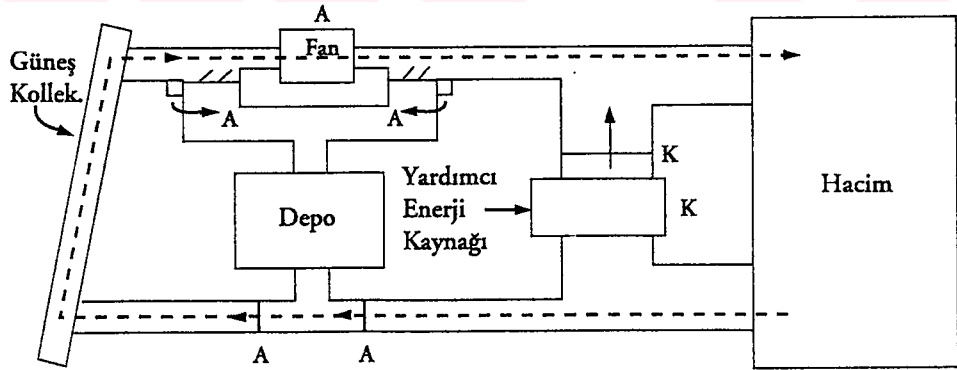 A
Fan
Güneş
Kollek.
A
A
Depo
Yardımcı
Enerji
Kaynağı
K
K
Hacim
A
A